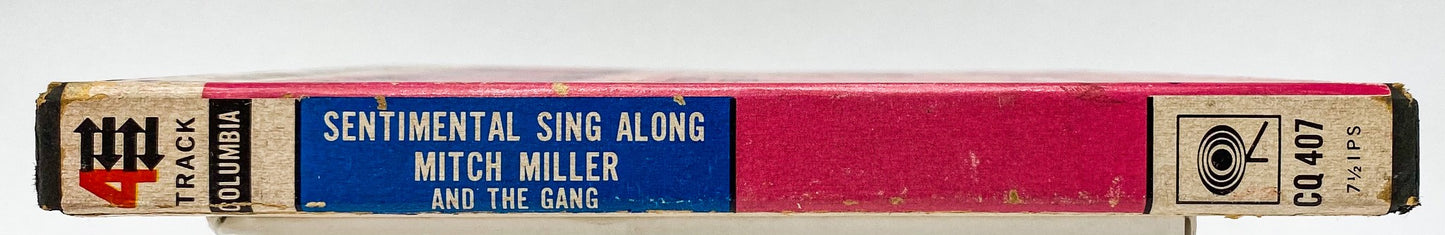 4 TRACK
COLUMBIA
SENTIMENTAL SING ALONG
MITCH MILLER
AND THE GANG
CQ 407
7½ IPS